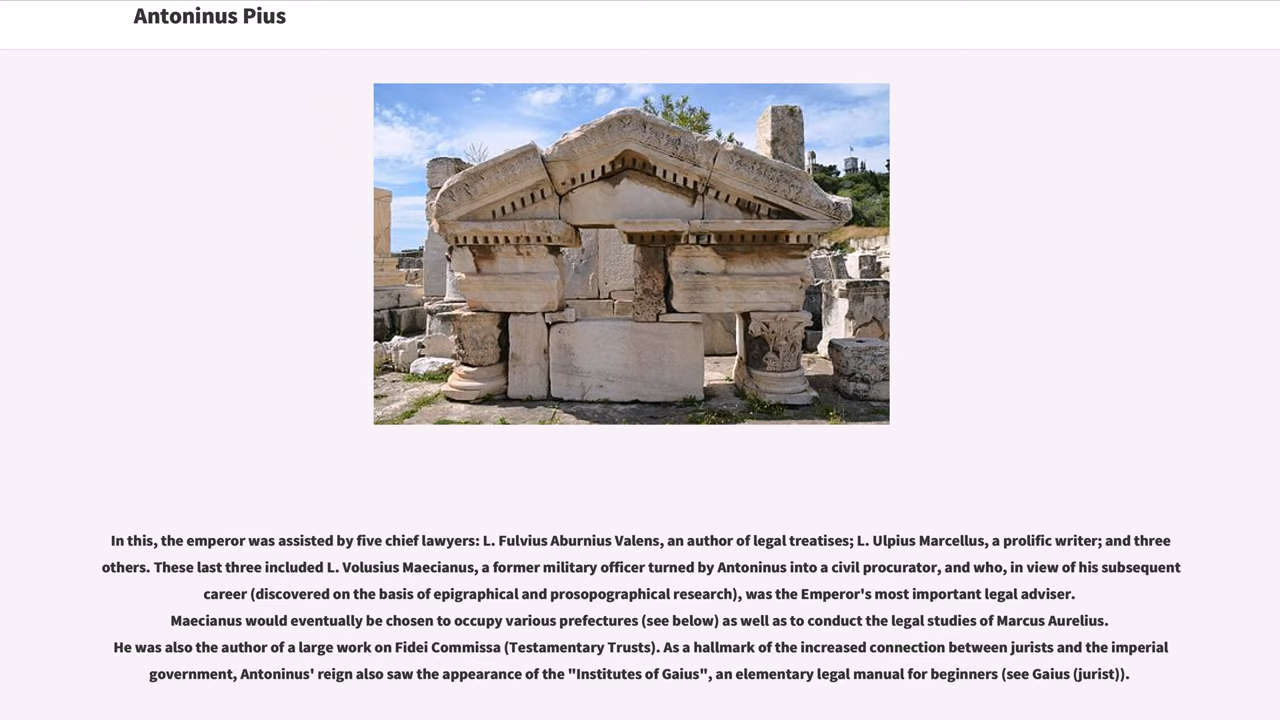 Antoninus Pius
In this, the emperor was assisted by five chief lawyers: L. Fulvius Aburnius Valens, an author of legal treatises; L. Ulpius Marcellus, a prolific writer; and three
others. These last three included L. Volusius Maecianus, a former military officer turned by Antoninus into a civil procurator, and who, in view of his subsequent
career (discovered on the basis of epigraphical and prosopographical research), was the Emperor's most important legal adviser.
Maecianus would eventually be chosen to occupy various prefectures (see below) as well as to conduct the legal studies of Marcus Aurelius.
He was also the author of a large work on Fidei Commissa (Testamentary Trusts). As a hallmark of the increased connection between jurists and the imperial
government, Antoninus' reign also saw the appearance of the "Institutes of Gaius", an elementary legal manual for beginners (see Gaius (jurist)).